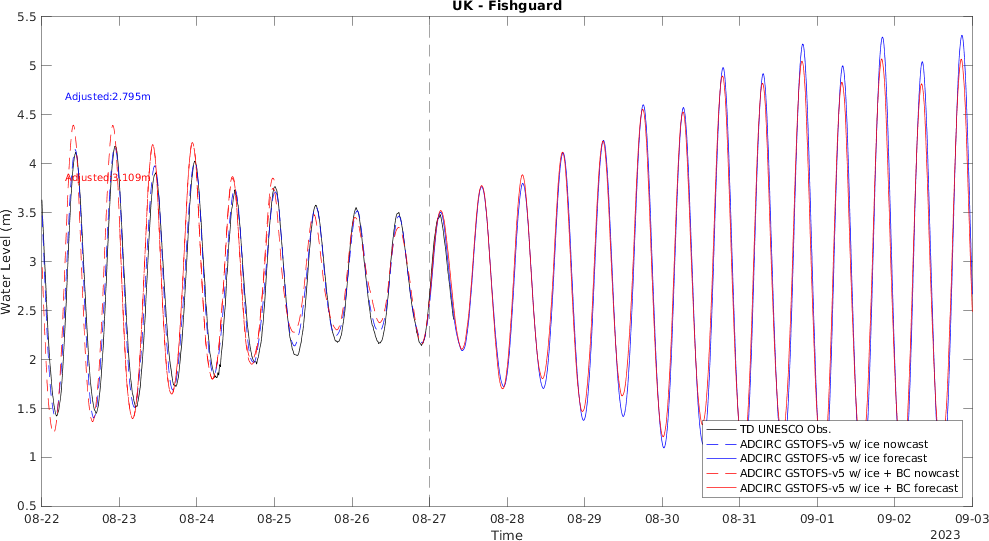 UK - Fishguard
5.5
5
4.5
4
3.5
3
2.5
2
1.5
1
0.5
Water Level (m)
Adjusted:2.795m
Adjusted:3.109m
TD UNESCO Obs.
ADCIRC GSTOFS-v5 w/ ice nowcast
ADCIRC GSTOFS-v5 w/ ice forecast
ADCIRC GSTOFS-v5 w/ ice + BC nowcast
ADCIRC GSTOFS-v5 w/ ice + BC forecast
08-22 08-23 08-24 08-25 08-26 08-27 08-28 08-29 08-30 08-31 09-01 09-02 09-03
Time
2023